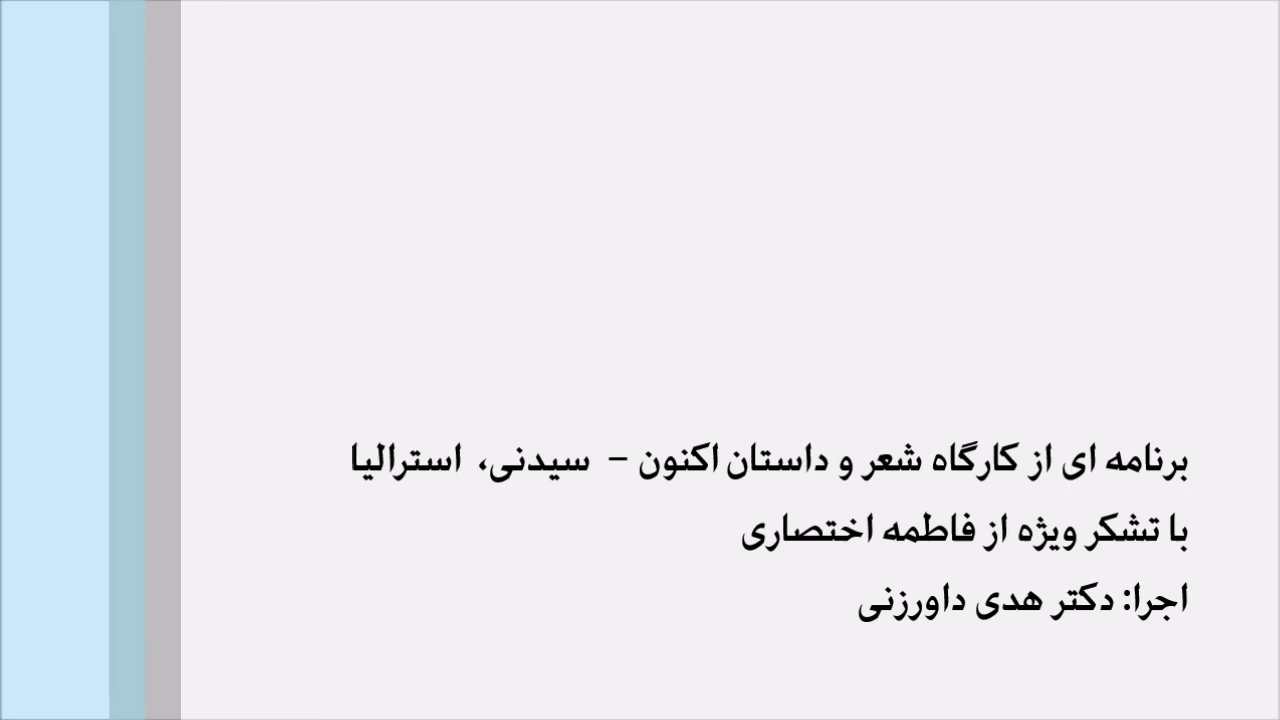 برنامه ای از کارگاه شعر و داستان اکنون – سیدنی، استرالیا
با تشکر ویژه از فاطمه اختصاری
اجرا: دکتر هدی داورزنی